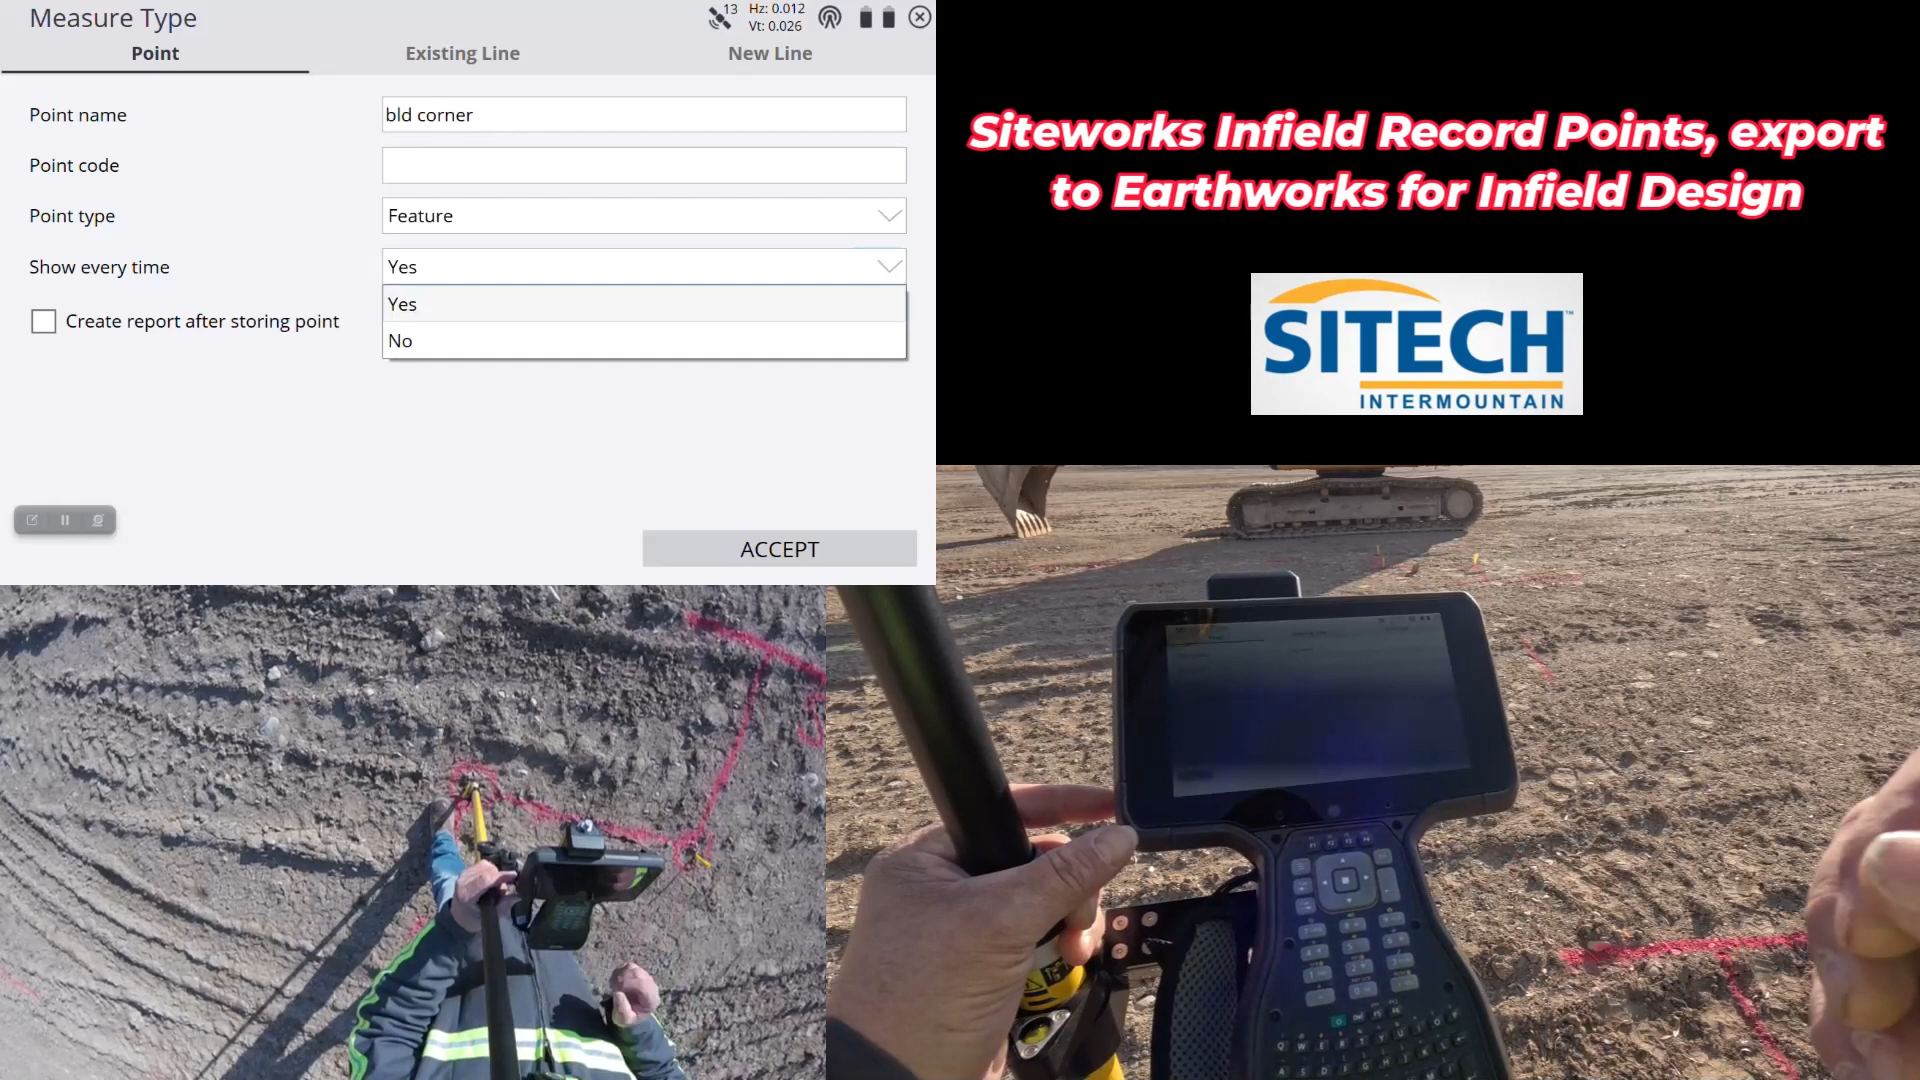 Measure Type
13
Hz: 0.012
Vt: 0.026
Point
Existing Line
New Line
Point name
bld corner
Point code
Point type
Feature
Show every time
Yes
Yes
No
Create report after storing point
ACCEPT
Siteworks Infield Record Points, export
to Earthworks for Infield Design
SITECH™
INTERMOUNTAIN